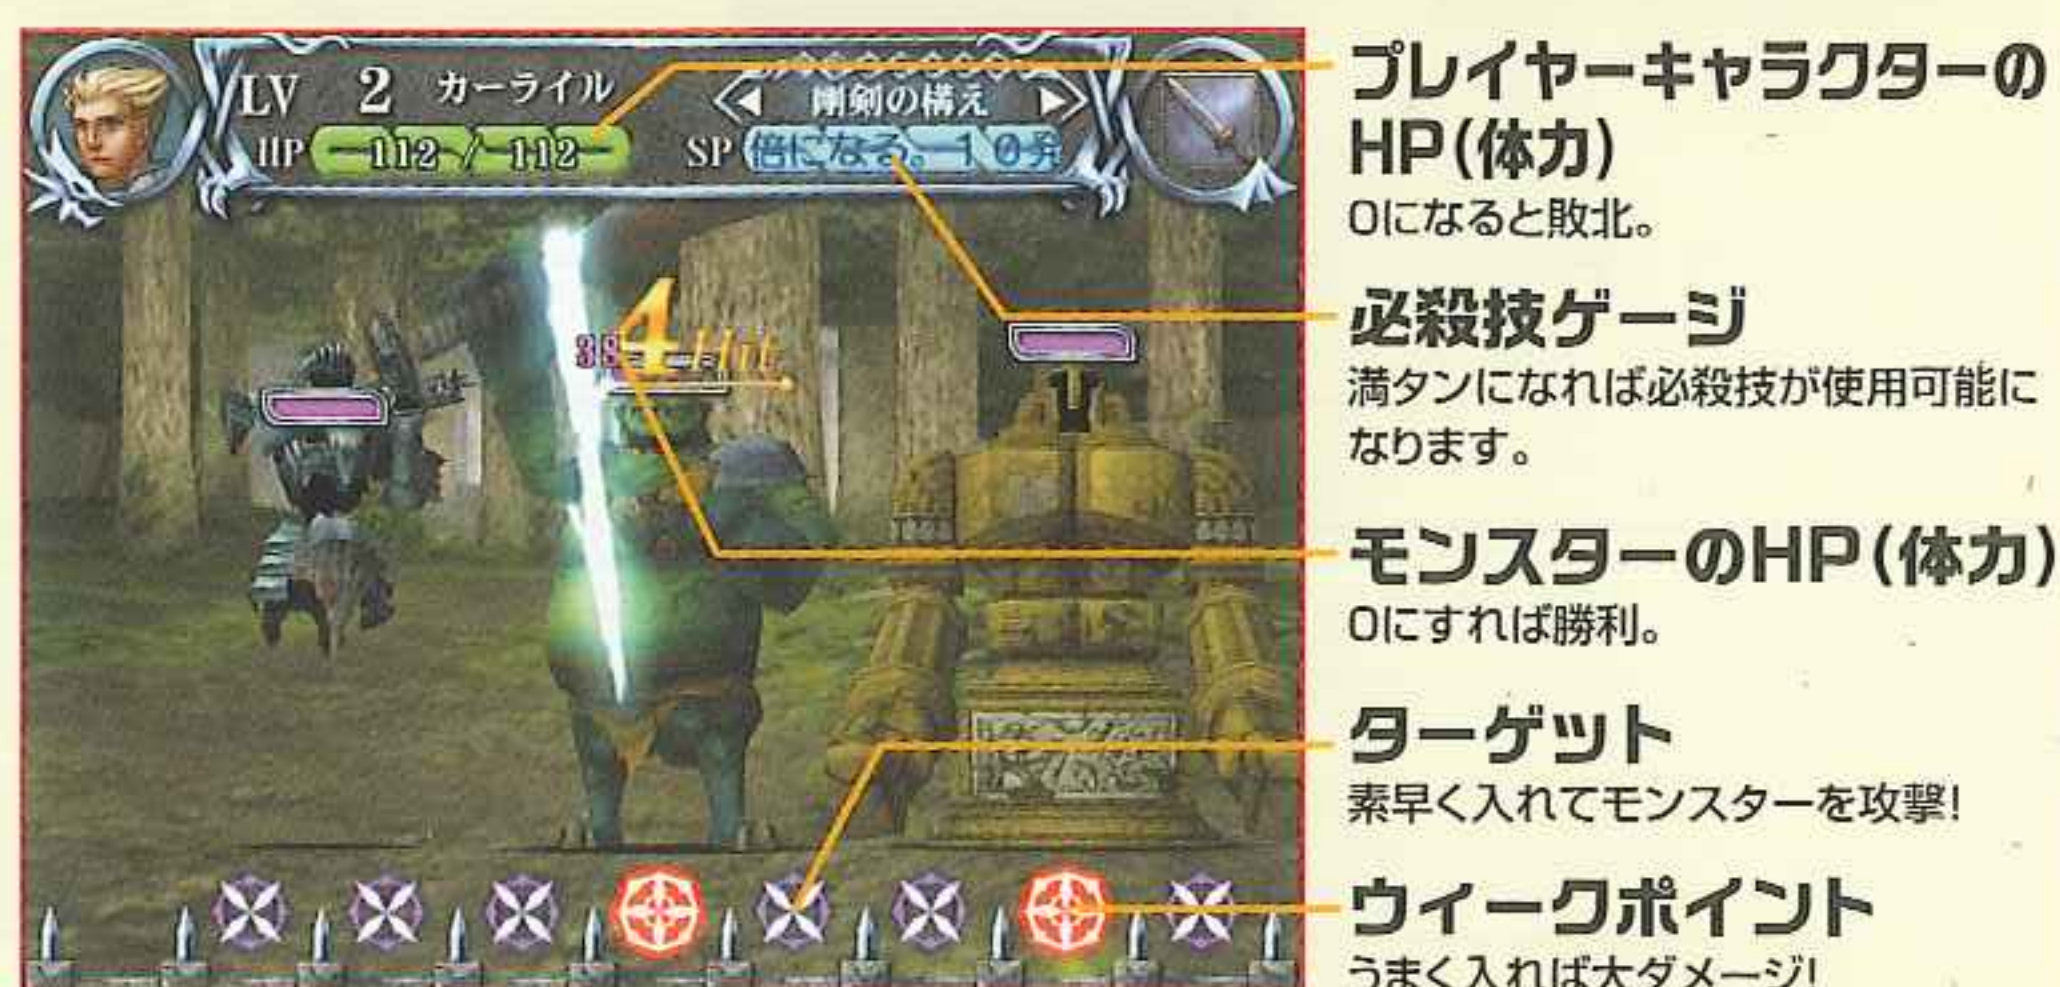 LV 2 カーライル
剛剣の構え
HP 112 / 112
SP 倍になる。10発
4 Hit
プレイヤーキャラクターの
HP(体力)
0になると敗北。
必殺技ゲージ
満タンになれば必殺技が使用可能に
なります。
モンスターのHP(体力)
0にすれば勝利。
ターゲット
素早く入れてモンスターを攻撃!
ウィークポイント
うまく入れば大ダメージ!